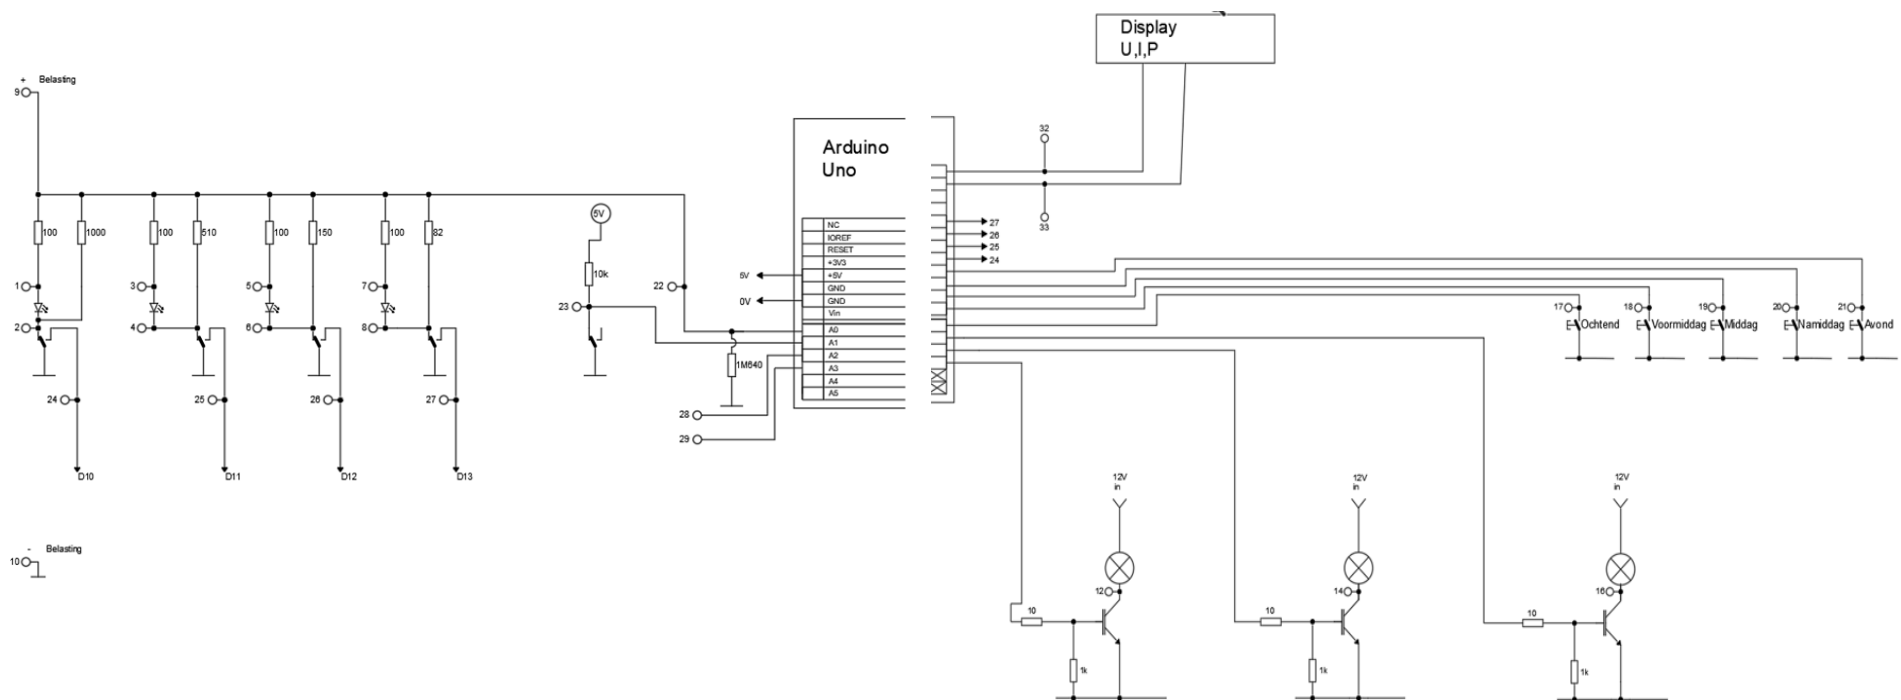 Display
U,I,P
+ Belasting
9
32
Arduino
Uno
33
100
1000
100
510
100
150
100
82
5V
10k
NC
IOREF
RESET
+3V3
+5V
GND
GND
Vin
A0
A1
A2
A3
A4
A5
5V
0V
27
26
25
24
1
3
5
7
22
23
2
4
6
8
1M640
17
18
19
20
21
Ochtend
Voormiddag
Middag
Namiddag
Avond
24
25
26
27
28
29
D10
D11
D12
D13
12V
in
12V
in
12V
in
- Belasting
10
12
14
16
10
10
10
1k
1k
1k